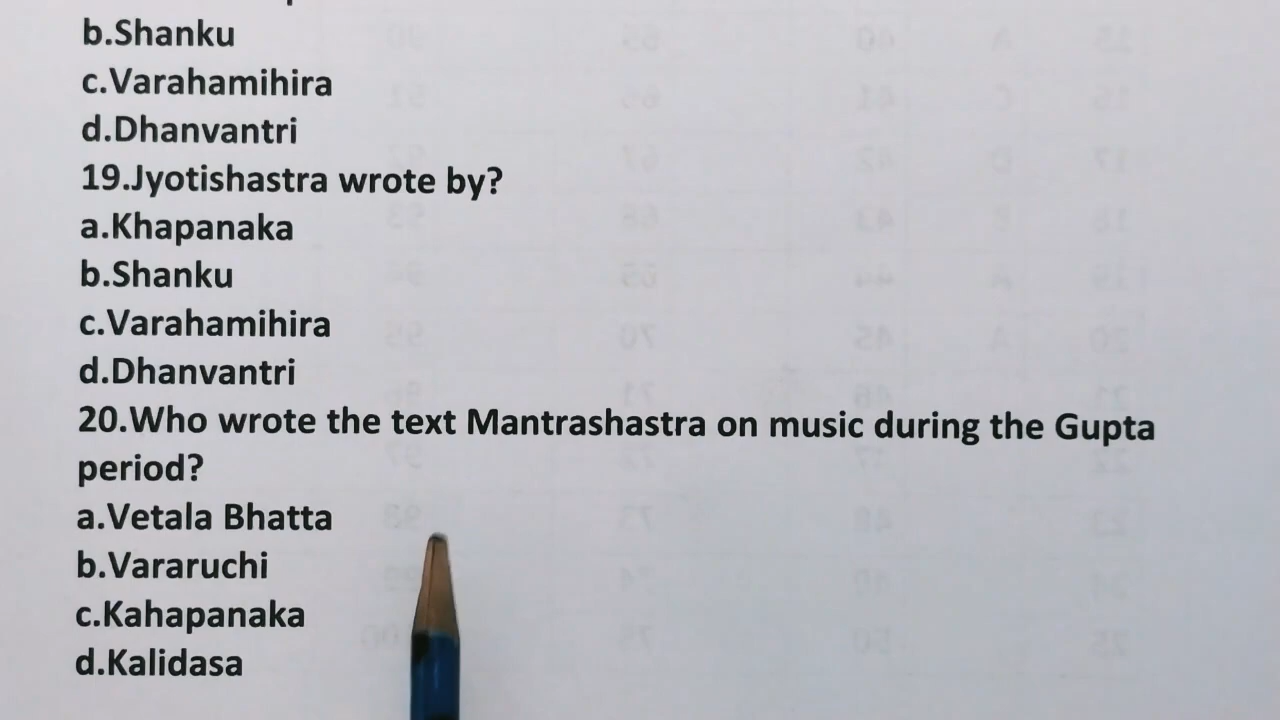 b.Shanku
c.Varahamihira
d.Dhanvantri
19.Jyotishastra wrote by?
a.Khapanaka
b.Shanku
c.Varahamihira
d.Dhanvantri
20.Who wrote the text Mantrashastra on music during the Gupta
period?
a.Vetala Bhatta
b.Vararuchi
c.Kahapanaka
d.Kalidasa